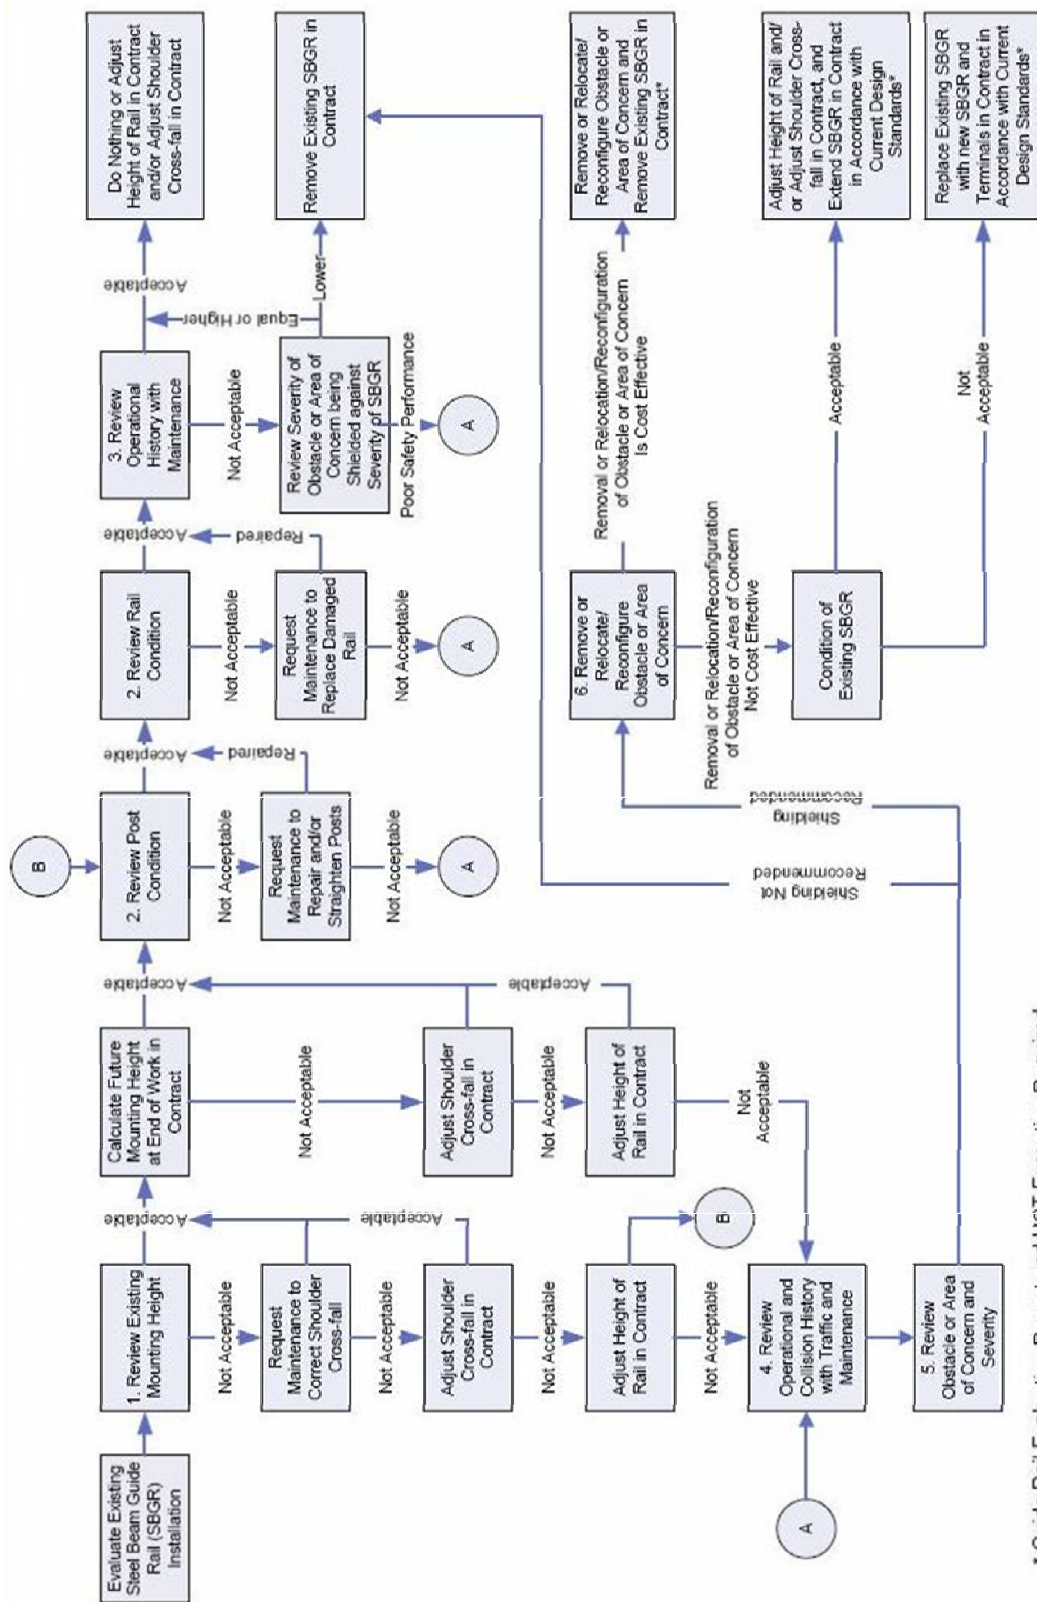 Evaluate Existing
Steel Beam Guide
Rail (SBGR)
Installation
1. Review Existing
Mounting Height
Acceptable
Calculate Future
Mounting Height
at End of Work in
Contract
Acceptable
B
2. Review Post
Condition
Acceptable
2. Review Rail
Condition
Acceptable
3. Review
Operational
History with
Maintenance
Acceptable
Do Nothing or Adjust
Height of Rail in Contract
and/or Adjust Shoulder
Cross-fall in Contract
Not Acceptable
Request
Maintenance to
Correct Shoulder
Cross-fall
Not Acceptable
Acceptable
Adjust Shoulder
Cross-fall in
Contract
Not Acceptable
Adjust Height of
Rail in Contract
B
Not Acceptable
Not Acceptable
Adjust Shoulder
Cross-fall in
Contract
Not Acceptable
Acceptable
Adjust Height of
Rail in Contract
Not
Acceptable
Not Acceptable
Request
Maintenance to
Repair and/or
Straighten Posts
Repaired
Not Acceptable
A
Not Acceptable
Request
Maintenance to
Replace Damaged
Rail
Repaired
Not Acceptable
A
Not Acceptable
Review Severity of
Obstacle or Area of
Concern being
Shielded against
Severity of SBGR
Equal or Higher
Lower
Poor Safety Performance
A
Remove Existing SBGR in
Contract
A
4. Review
Operational and
Collision History
with Traffic and
Maintenance
5. Review
Obstacle or Area
of Concern and
Severity
Shielding Not
Recommended
Shielding
Recommended
6. Remove or
Relocate/
Reconfigure
Obstacle or Area
of Concern
Removal or Relocation/Reconfiguration
of Obstacle or Area of Concern
Is Cost Effective
Remove or Relocate/
Reconfigure Obstacle or
Area of Concern and
Remove Existing SBGR in
Contract*
Removal or Relocation/Reconfiguration
of Obstacle or Area of Concern
Not Cost Effective
Condition of
Existing SBGR
Acceptable
Adjust Height of Rail and/
or Adjust Shoulder Cross-
fall in Contract, and
Extend SBGR in Contract
in Accordance with
Current Design
Standards*
Not
Acceptable
Replace Existing SBGR
with new SBGR and
Terminals in Contract in
Accordance with Current
Design Standards*